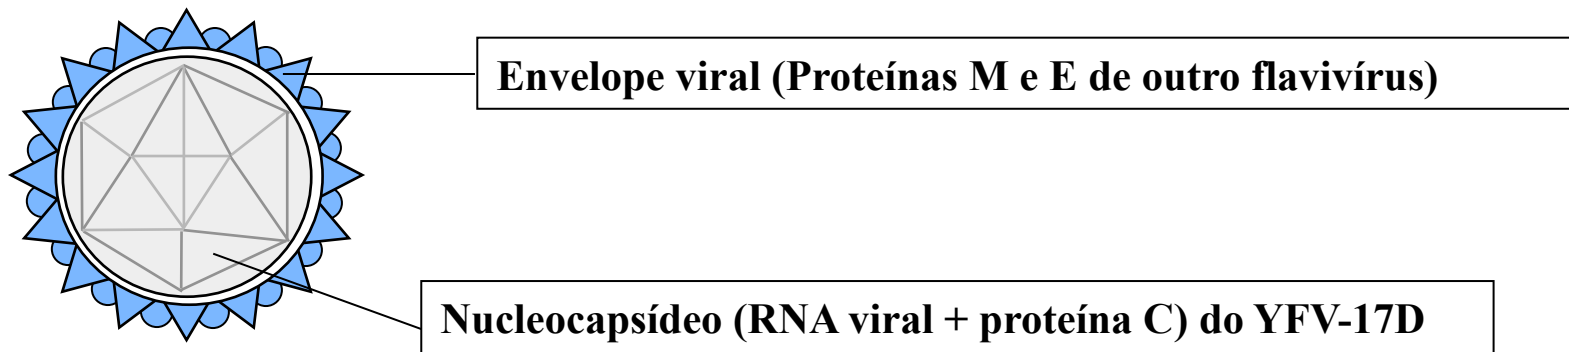 Envelope viral (Proteínas M e E de outro flavivírus)
Nucleocapsídeo (RNA viral + proteína C) do YFV-17D